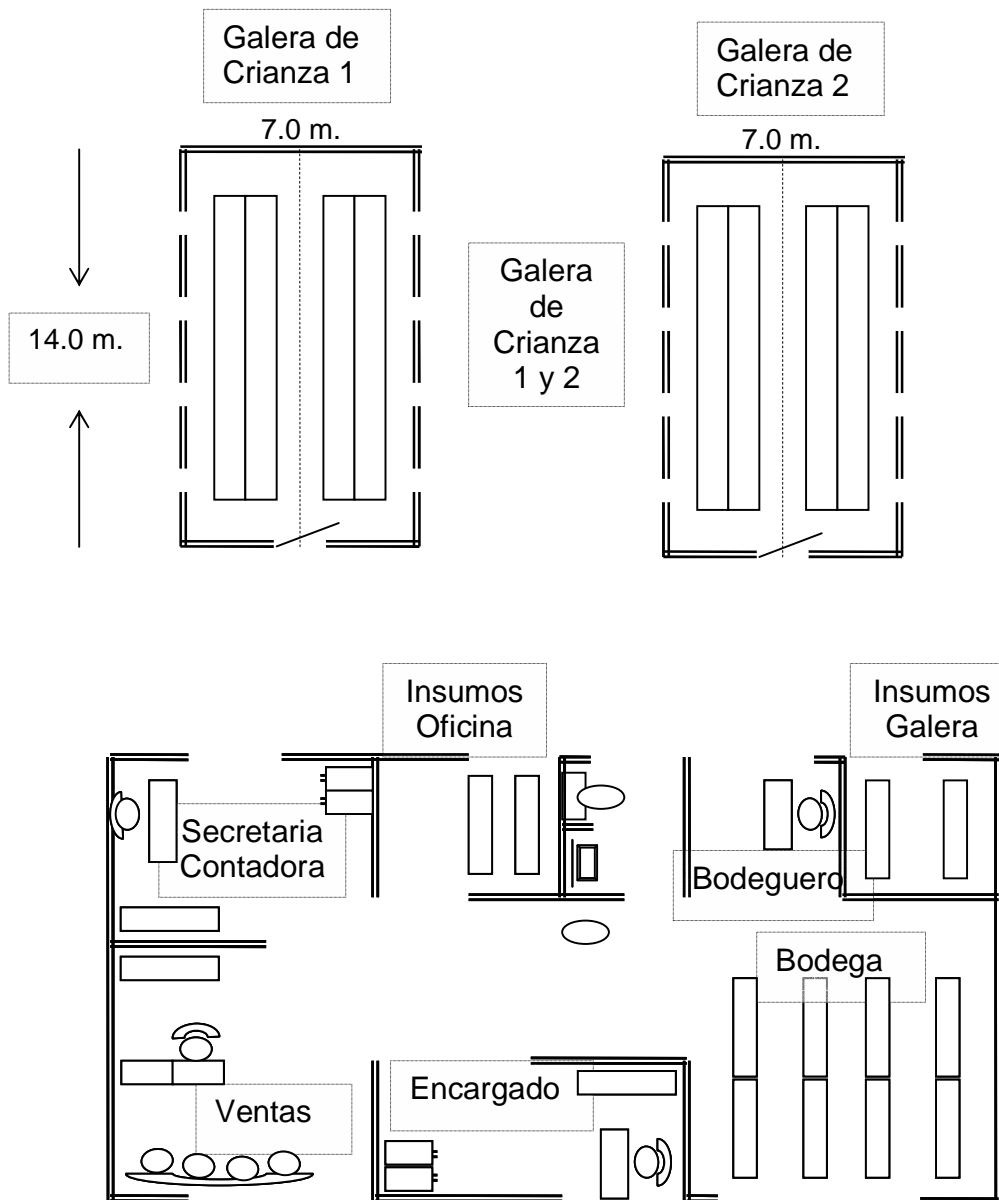 Galera de
Crianza 1
Galera de
Crianza 2
7.0 m.
7.0 m.
Galera
de
Crianza
1 y 2
14.0 m.
Insumos
Oficina
Insumos
Galera
Secretaria
Contadora
Bodeguero
Bodega
Encargado
Ventas